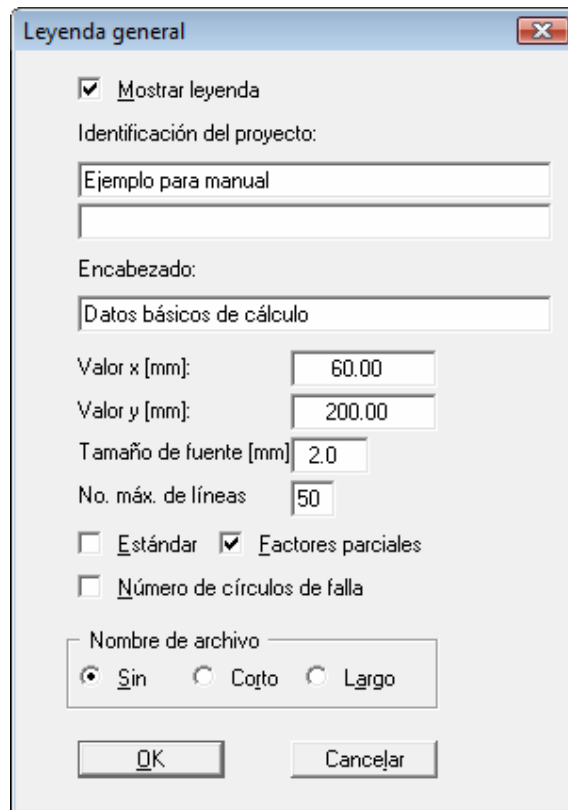 Leyenda general
Mostrar leyenda
Identificación del proyecto:
Ejemplo para manual
Encabezado:
Datos básicos de cálculo
Valor x [mm]: 60.00
Valor y [mm]: 200.00
Tamaño de fuente [mm] 2.0
No. máx. de líneas 50
Estándar Factores parciales
Número de círculos de falla
Nombre de archivo
Sin Corto Largo
OK Cancelar